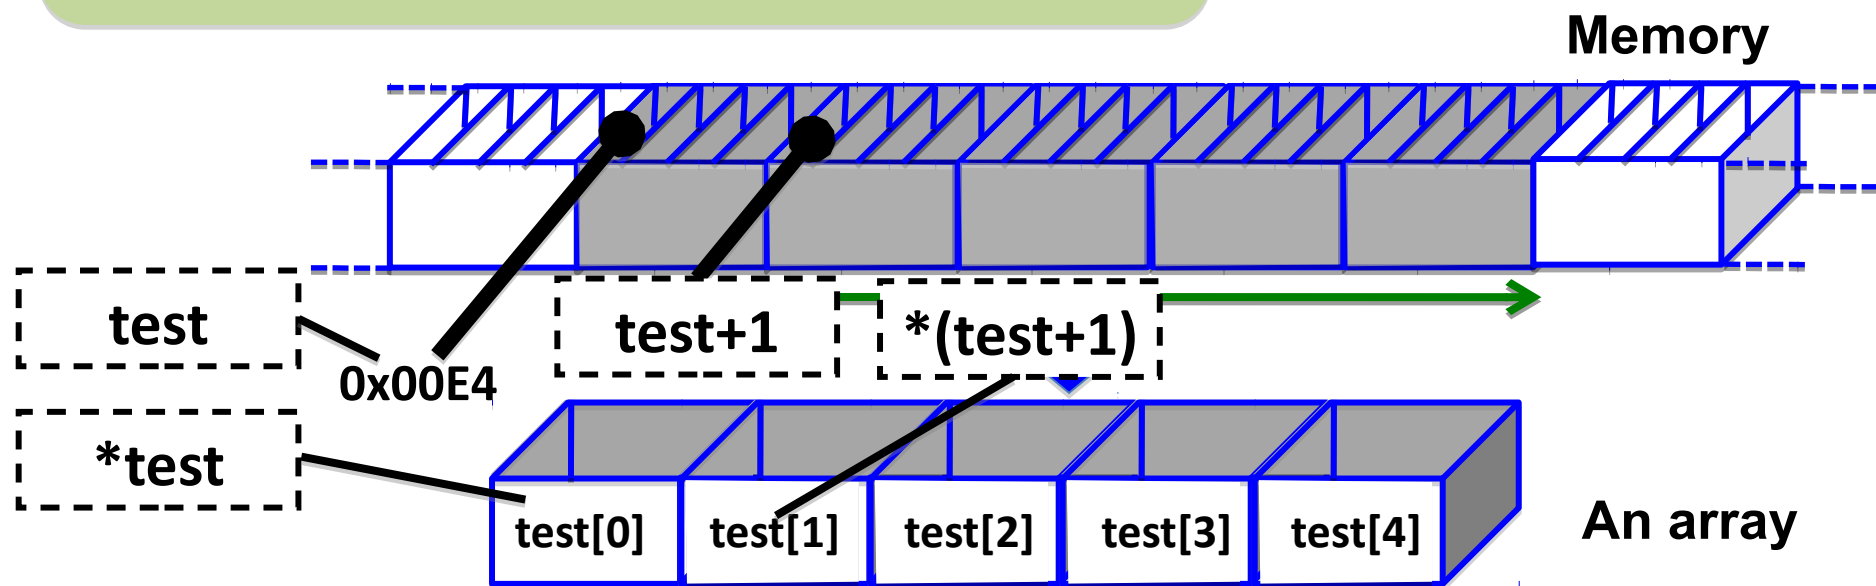 Memory
test
test+1
*(test+1)
0x00E4
*test
test[0]
test[1]
test[2]
test[3]
test[4]
An array